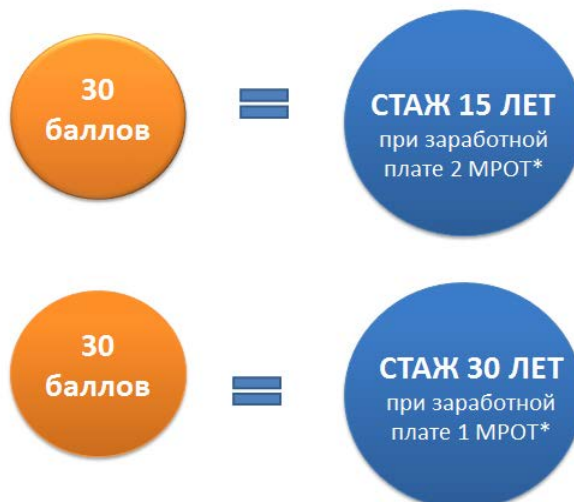 30
баллов
СТАЖ 15 ЛЕТ
при заработной
плате 2 МРОТ*
30
баллов
СТАЖ 30 ЛЕТ
при заработной
плате 1 МРОТ*